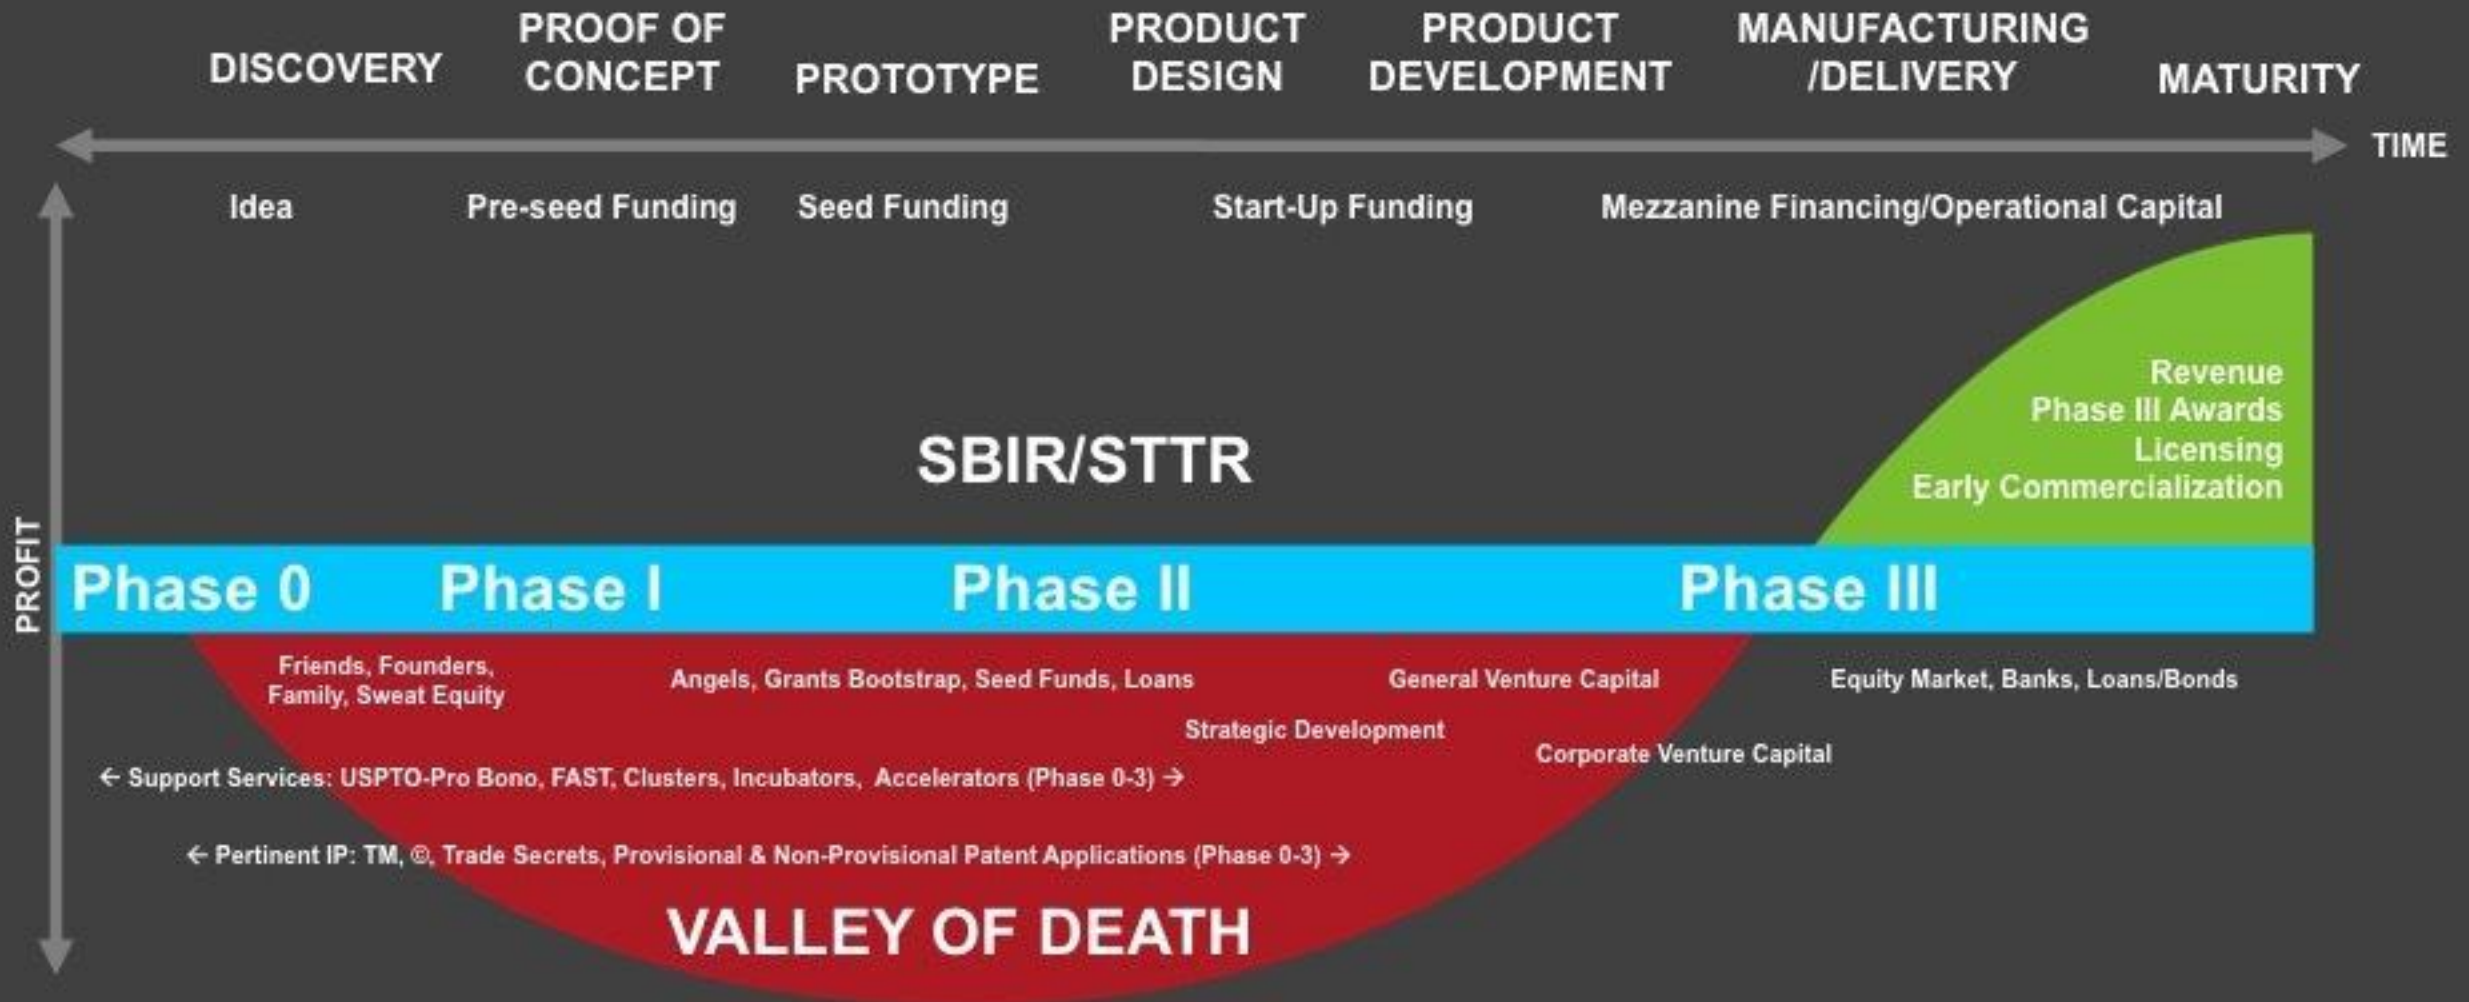 DISCOVERY
PROOF OF
CONCEPT
PROTOTYPE
PRODUCT
DESIGN
PRODUCT
DEVELOPMENT
MANUFACTURING
/DELIVERY
MATURITY
TIME
Idea
Pre-seed Funding
Seed Funding
Start-Up Funding
Mezzanine Financing/Operational Capital
Revenue
Phase III Awards
Licensing
Early Commercialization
SBIR/STTR
PROFIT
Phase 0
Phase I
Phase II
Phase III
Friends, Founders,
Family, Sweat Equity
Angels, Grants Bootstrap, Seed Funds, Loans
General Venture Capital
Equity Market, Banks, Loans/Bonds
Strategic Development
Corporate Venture Capital
← Support Services: USPTO-Pro Bono, FAST, Clusters, Incubators, Accelerators (Phase 0-3) →
← Pertinent IP: TM, ©, Trade Secrets, Provisional & Non-Provisional Patent Applications (Phase 0-3) →
VALLEY OF DEATH